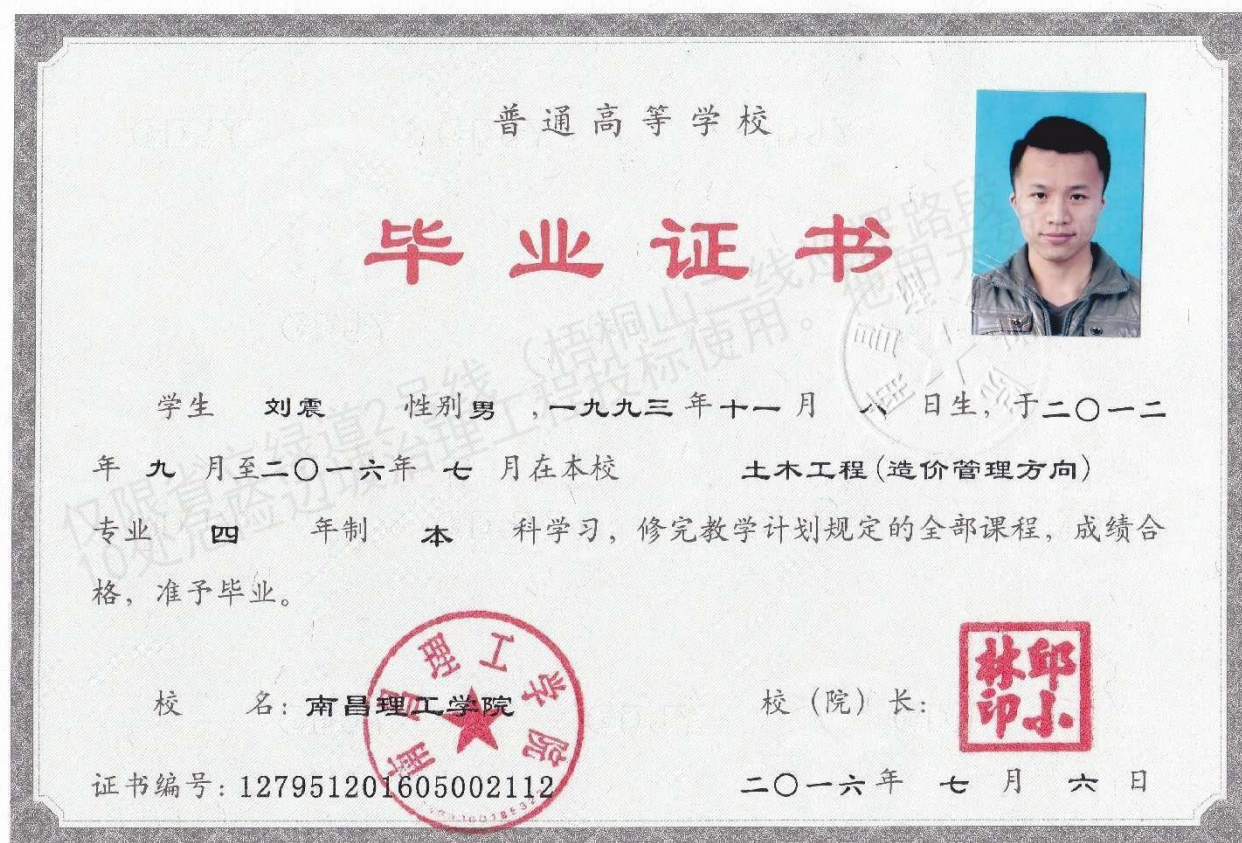 普通高等学校
毕业证书
学生 刘震 性别 男 ,一九九三 年 十一 月 八 日生, 于二〇一二
年 九 月至二〇一六年 七 月在本校 土木工程(造价管理方向)
专业 四 年制 本 科学习, 修完教学计划规定的全部课程, 成绩合
格, 准予毕业。
校 名: 南昌理工学院
南昌理工学院
校 (院) 长:
邱小林印
证书编号: 127951201605002112
二〇一六年 七 月 六 日